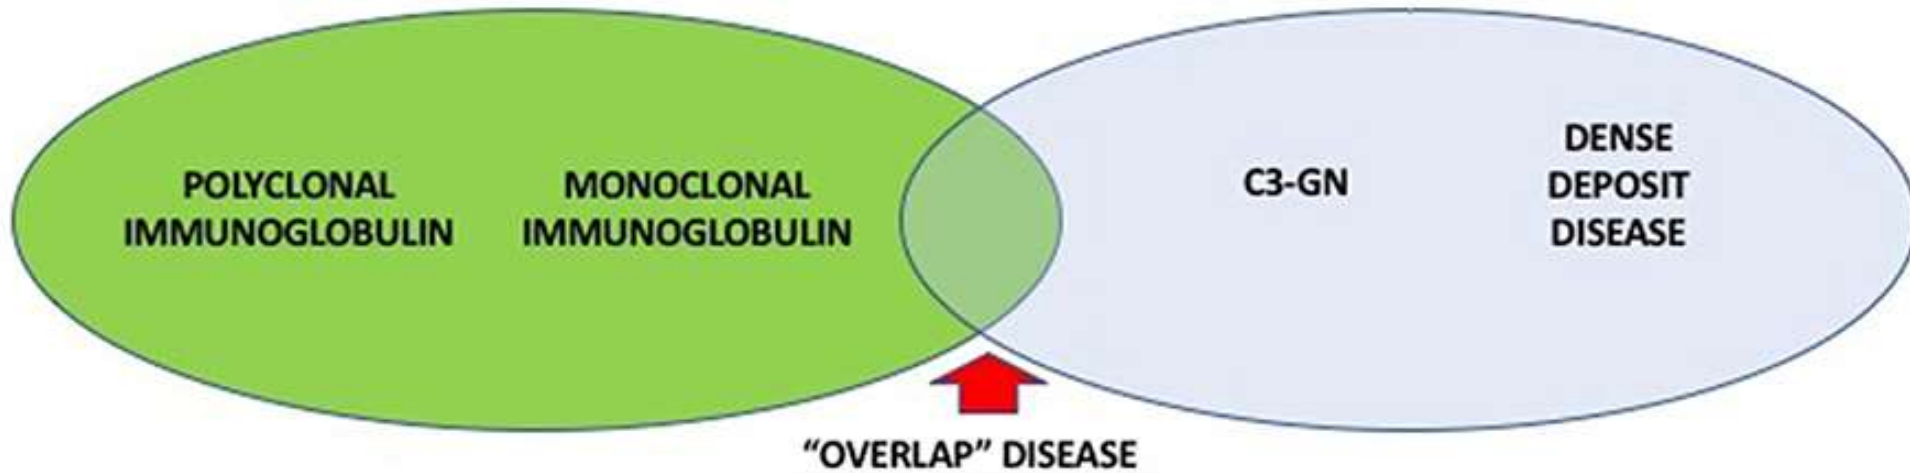 POLYCLONAL
IMMUNOGLOBULIN
MONOCLONAL
IMMUNOGLOBULIN
C3-GN
DENSE
DEPOSIT
DISEASE
“OVERLAP” DISEASE